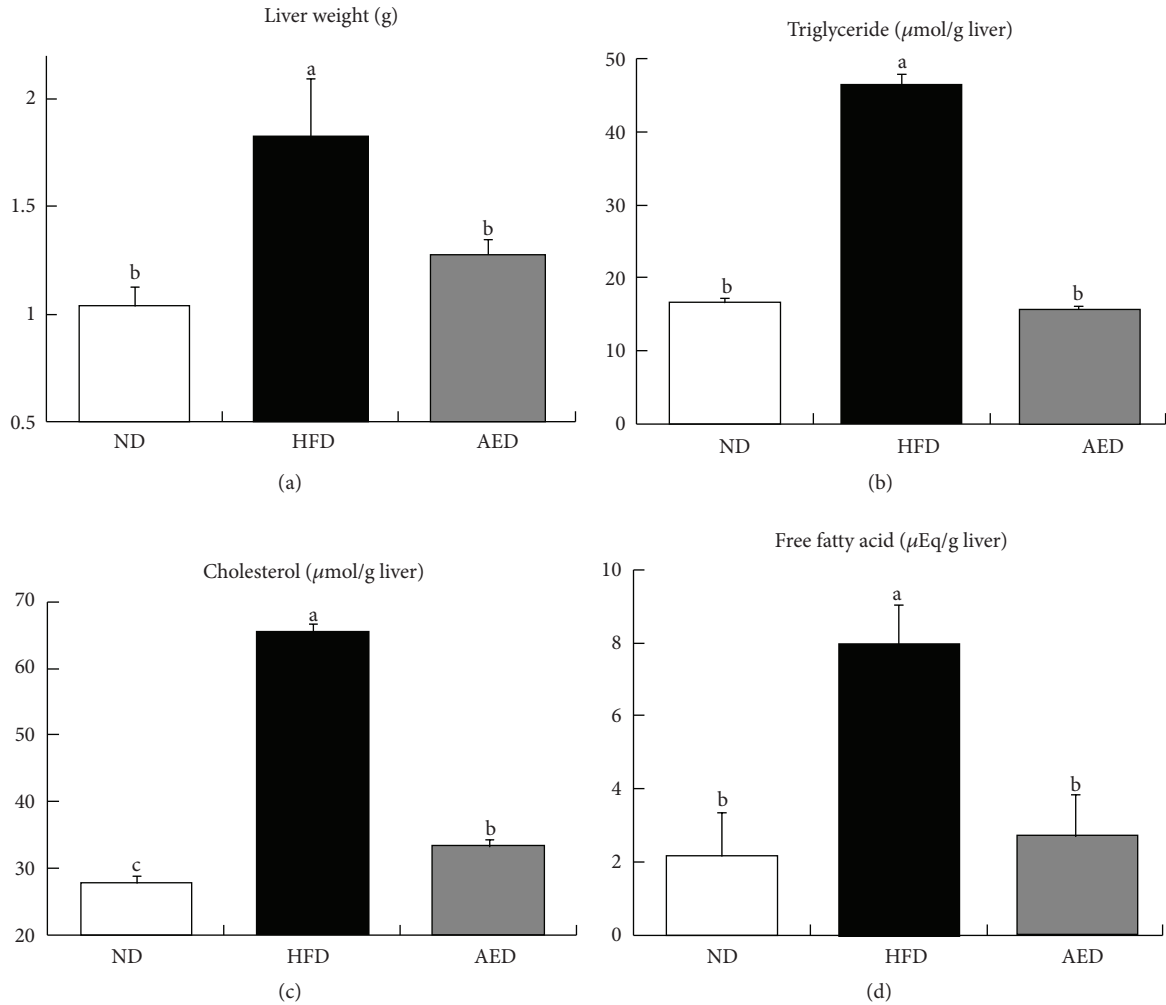 Liver weight (g)
a
2
1.5
b
b
1
0.5
ND
HFD
AED
(a)
Triglyceride (μmol/g liver)
50
a
40
30
20
b
b
10
0
ND
HFD
AED
(b)
Cholesterol (μmol/g liver)
70
a
60
50
40
b
30
c
20
ND
HFD
AED
(c)
Free fatty acid (μEq/g liver)
10
a
8
6
4
b
b
2
0
ND
HFD
AED
(d)